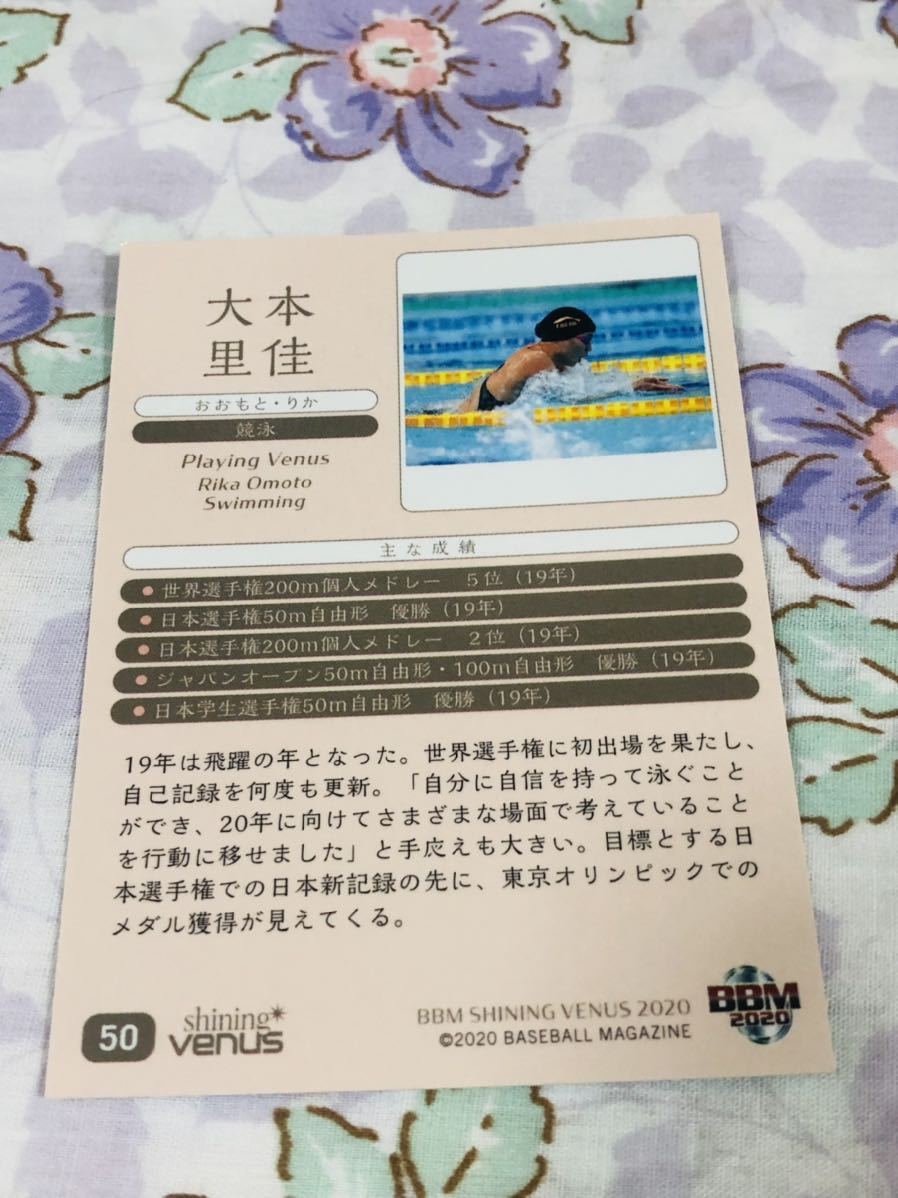 大本
里佳
おおもと・りか
競泳
Playing Venus
Rika Omoto
Swimming
主な成績
● 世界選手権200m個人メドレー　5位（19年）
● 日本選手権50m自由形　優勝（19年）
● 日本選手権200m個人メドレー　2位（19年）
● ジャパンオープン50m自由形・100m自由形　優勝（19年）
● 日本学生選手権50m自由形　優勝（19年）
19年は飛躍の年となった。世界選手権に初出場を果たし、
自己記録を何度も更新。「自分に自信を持って泳ぐこと
ができ、20年に向けてさまざまな場面で考えていること
を行動に移せました」と手応えも大きい。目標とする日
本選手権での日本新記録の先に、東京オリンピックでの
メダル獲得が見えてくる。
50
shining
venus
BBM SHINING VENUS 2020
©2020 BASEBALL MAGAZINE
BBM
2020